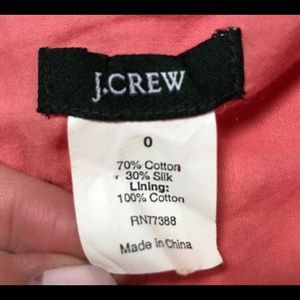 J.CREW
0
70% Cotton
30% Silk
Lining:
100% Cotton
RN77388
Made in China